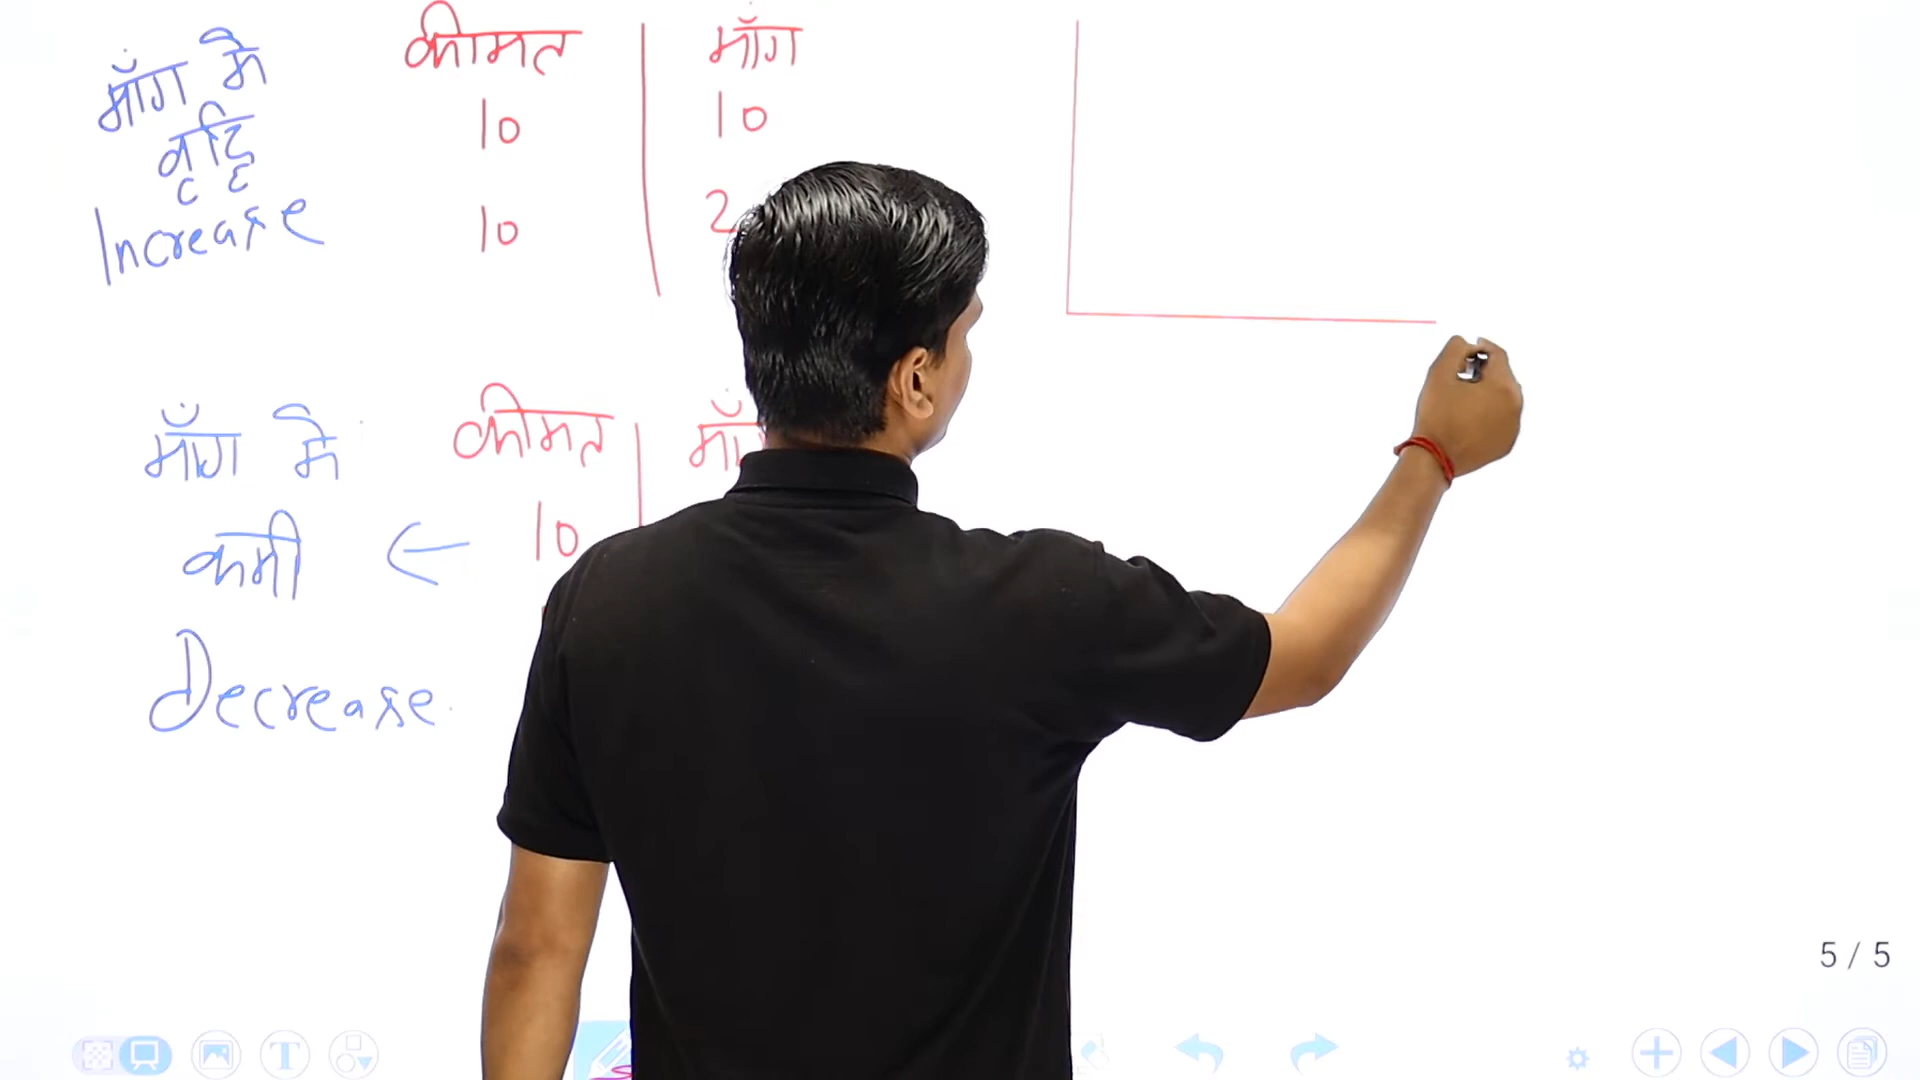 माँग में
वृद्धि
Increase
कीमत माँग
10 10
10 2
माँग में
कमी
Decrease
कीमत
10
5 / 5
T